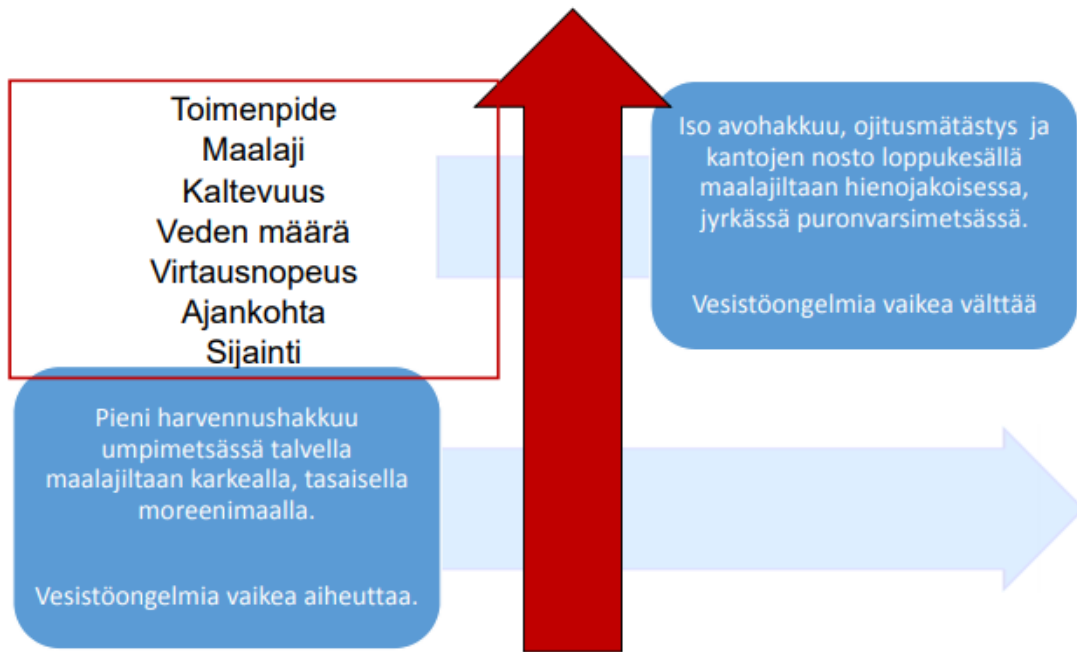 Toimenpide
Maalaji
Kaltevuus
Veden määrä
Virtausnopeus
Ajankohta
Sijainti
Iso avohakkuu, ojitusmätästys ja
kantojen nosto loppukesällä
maalajiltaan hienojakoisessa,
jyrkässä puronvarsimetsässä.
Vesistöongelmia vaikea välttää
Pieni harvennushakkuu
umpimetsässä talvella
maalajiltaan karkealla, tasaisella
moreenimaalla.
Vesistöongelmia vaikea aiheuttaa.